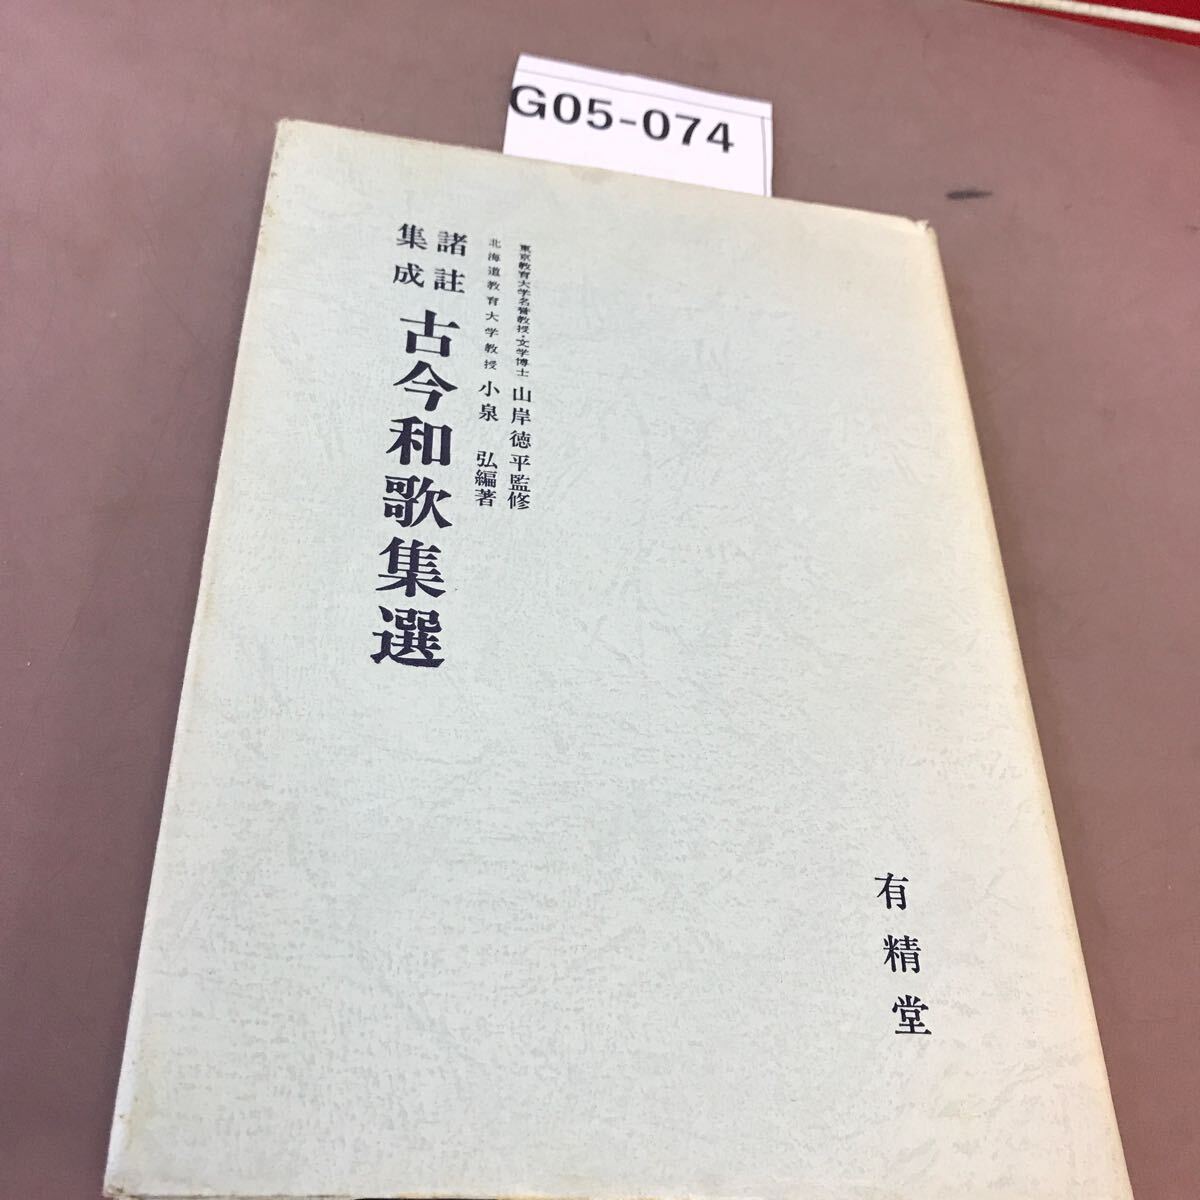 G05-074
東京教育大学名誉教授・文学博士 山岸徳平監修
北海道教育大学教授 小泉 弘編著
諸註
集成
古今和歌集選
有精堂